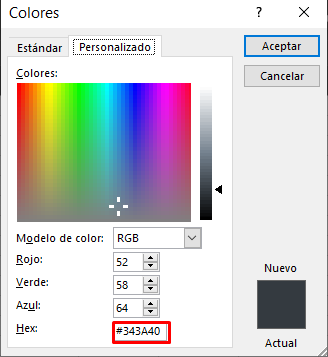 Colores
Estándar
Personalizado
Aceptar
Cancelar
Colores:
Modelo de color: RGB
Rojo: 52
Verde: 58
Azul: 64
Hex: #343A40
Nuevo
Actual